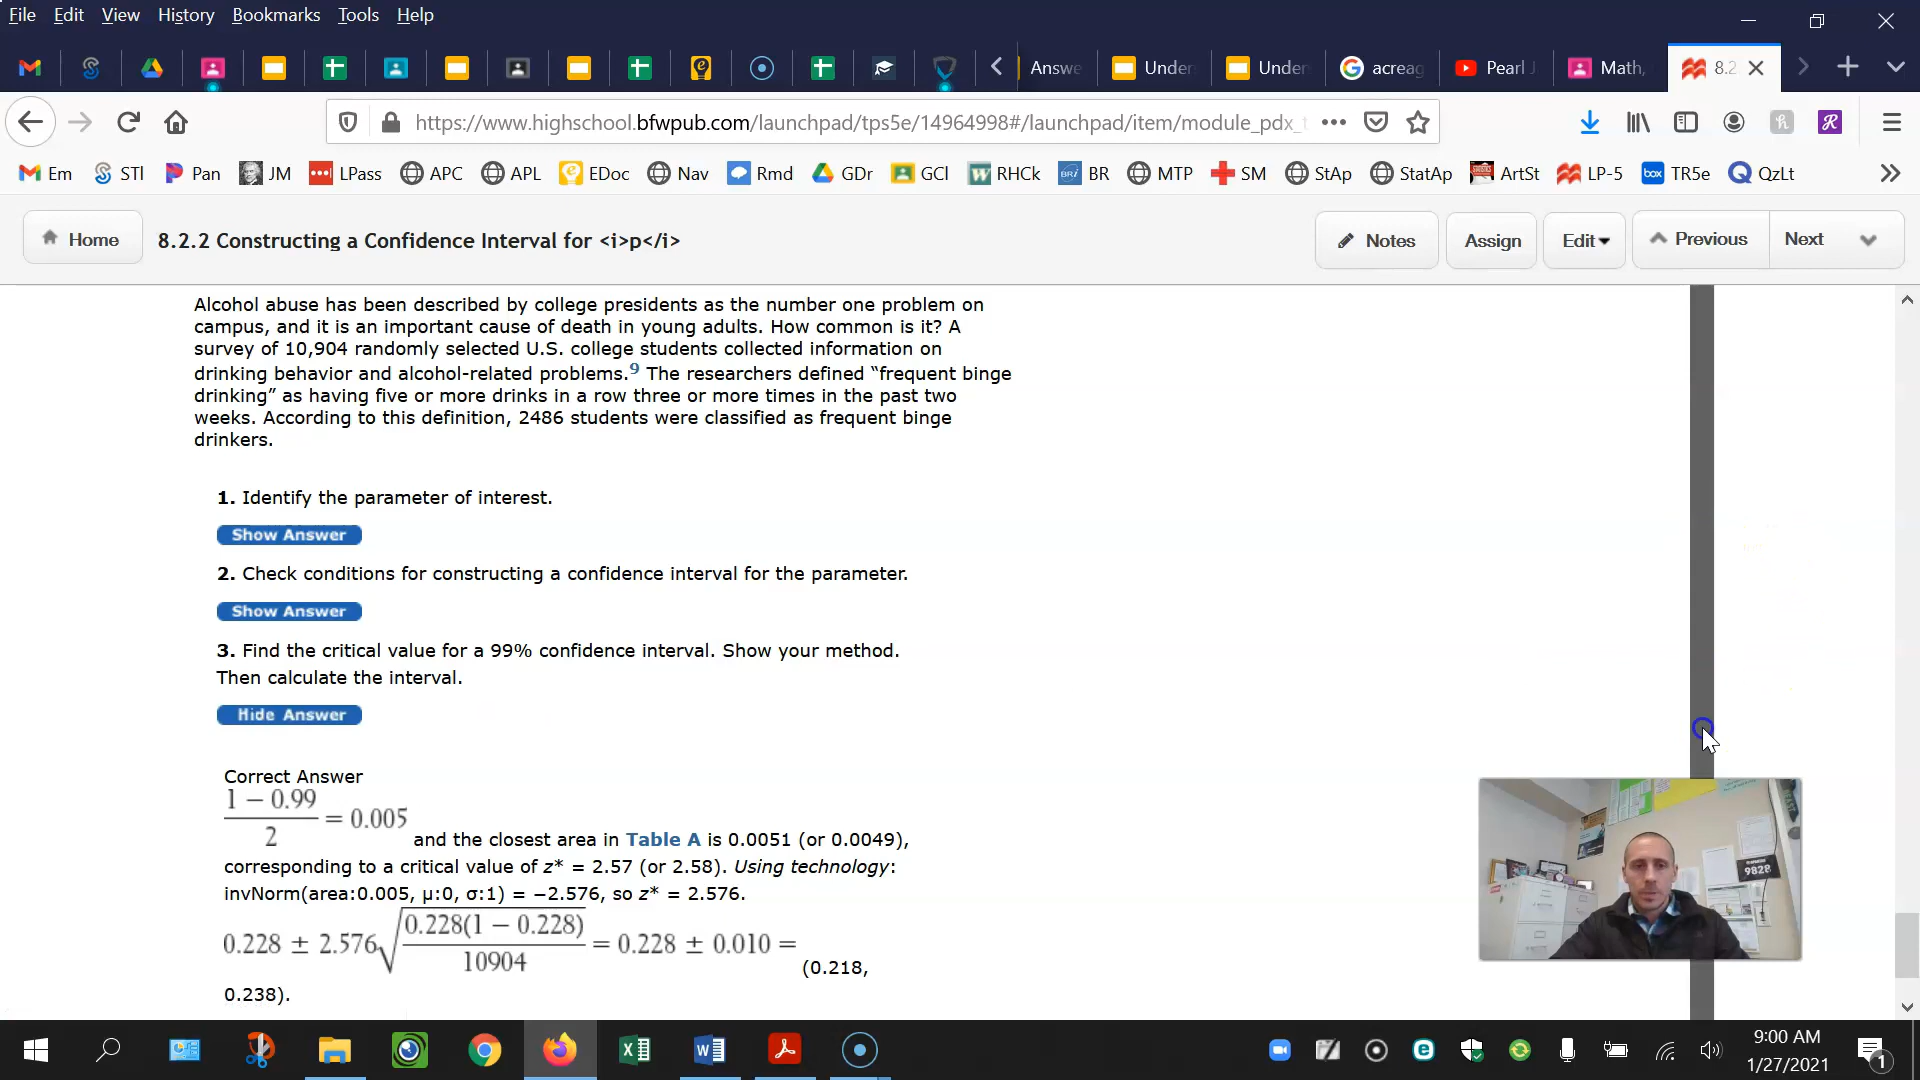 File Edit View History Bookmarks Tools Help
Answe Under Under acreag Pearl J Math, 8.2
https://www.highschool.bfwpub.com/launchpad/tps5e/14964998#/launchpad/item/module_pdx_t
Em STl Pan JM LPass APC APL EDoc Nav Rmd GDr GCl RHCk BR MTP SM StAp StatAp ArtSt LP-5 TR5e QzLt
Home 8.2.2 Constructing a Confidence Interval for <i>p</i> Notes Assign Edit Previous Next
Alcohol abuse has been described by college presidents as the number one problem on
campus, and it is an important cause of death in young adults. How common is it? A
survey of 10,904 randomly selected U.S. college students collected information on
drinking behavior and alcohol-related problems.9 The researchers defined “frequent binge
drinking” as having five or more drinks in a row three or more times in the past two
weeks. According to this definition, 2486 students were classified as frequent binge
drinkers.
1. Identify the parameter of interest.
Show Answer
2. Check conditions for constructing a confidence interval for the parameter.
Show Answer
3. Find the critical value for a 99% confidence interval. Show your method.
Then calculate the interval.
Hide Answer
Correct Answer
(1 − 0.99)/2 = 0.005 and the closest area in Table A is 0.0051 (or 0.0049),
corresponding to a critical value of z* = 2.57 (or 2.58). Using technology:
invNorm(area:0.005, μ:0, σ:1) = −2.576, so z* = 2.576.
0.228 ± 2.576√(0.228(1 − 0.228)/10904) = 0.228 ± 0.010 = (0.218,
0.238).
9828
9:00 AM
1/27/2021
1